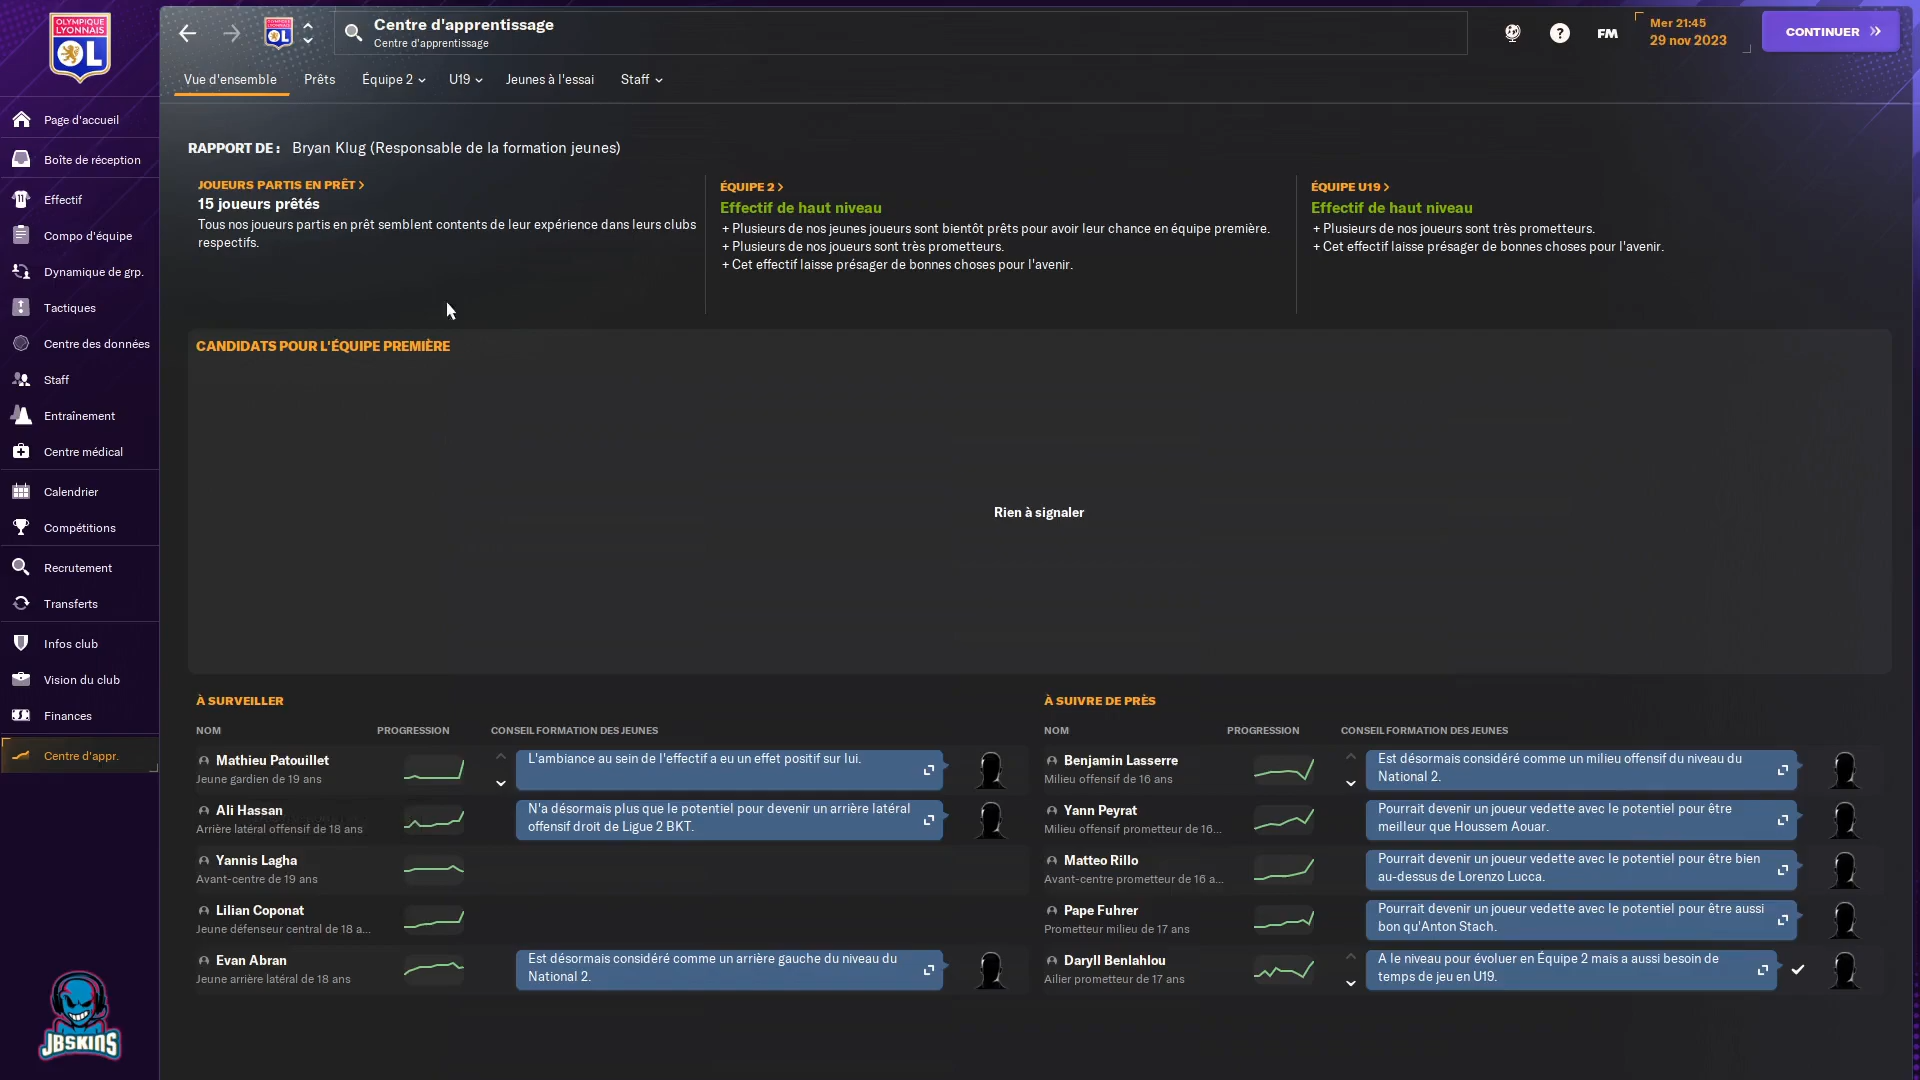 OLYMPIQUE
LYONNAIS
OL
Centre d'apprentissage
Centre d'apprentissage
?
FM
Mer 21:45
29 nov 2023
CONTINUER
Vue d'ensemble
Prêts
Équipe 2
U19
Jeunes à l'essai
Staff
Page d'accueil
Boîte de réception
Effectif
Compo d'équipe
Dynamique de grp.
Tactiques
Centre des données
Staff
Entraînement
Centre médical
Calendrier
Compétitions
Recrutement
Transferts
Infos club
Vision du club
Finances
Centre d'appr.
JBSKINS
RAPPORT DE : Bryan Klug (Responsable de la formation jeunes)
JOUEURS PARTIS EN PRÊT >
15 joueurs prêtés
Tous nos joueurs partis en prêt semblent contents de leur expérience dans leurs clubs
respectifs.
ÉQUIPE 2 >
Effectif de haut niveau
+ Plusieurs de nos jeunes joueurs sont bientôt prêts pour avoir leur chance en équipe première.
+ Plusieurs de nos joueurs sont très prometteurs.
+ Cet effectif laisse présager de bonnes choses pour l'avenir.
ÉQUIPE U19 >
Effectif de haut niveau
+ Plusieurs de nos joueurs sont très prometteurs.
+ Cet effectif laisse présager de bonnes choses pour l'avenir.
CANDIDATS POUR L'ÉQUIPE PREMIÈRE
Rien à signaler
À SURVEILLER
NOM PROGRESSION CONSEIL FORMATION DES JEUNES
Mathieu Patouillet
Jeune gardien de 19 ans
L'ambiance au sein de l'effectif a eu un effet positif sur lui.
Ali Hassan
Arrière latéral offensif de 18 ans
N'a désormais plus que le potentiel pour devenir un arrière latéral
offensif droit de Ligue 2 BKT.
Yannis Lagha
Avant-centre de 19 ans
Lilian Coponat
Jeune défenseur central de 18 a...
Evan Abran
Jeune arrière latéral de 18 ans
Est désormais considéré comme un arrière gauche du niveau du
National 2.
À SUIVRE DE PRÈS
NOM PROGRESSION CONSEIL FORMATION DES JEUNES
Benjamin Lasserre
Milieu offensif de 16 ans
Est désormais considéré comme un milieu offensif du niveau du
National 2.
Yann Peyrat
Milieu offensif prometteur de 16...
Pourrait devenir un joueur vedette avec le potentiel pour être
meilleur que Houssem Aouar.
Matteo Rillo
Avant-centre prometteur de 16 a...
Pourrait devenir un joueur vedette avec le potentiel pour être bien
au-dessus de Lorenzo Lucca.
Pape Fuhrer
Prometteur milieu de 17 ans
Pourrait devenir un joueur vedette avec le potentiel pour être aussi
bon qu'Anton Stach.
Daryll Benlahlou
Ailier prometteur de 17 ans
A le niveau pour évoluer en Équipe 2 mais a aussi besoin de
temps de jeu en U19.